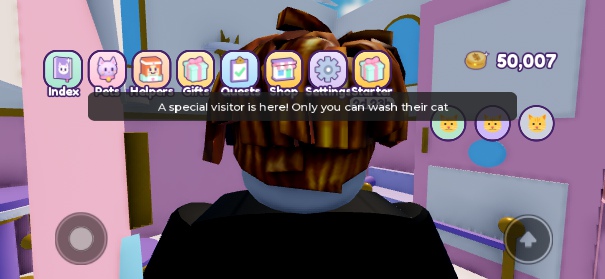 50,007
Index Pets Helpers Gifts Quests Shop Settings Starter
A special visitor is here! Only you can wash their cat